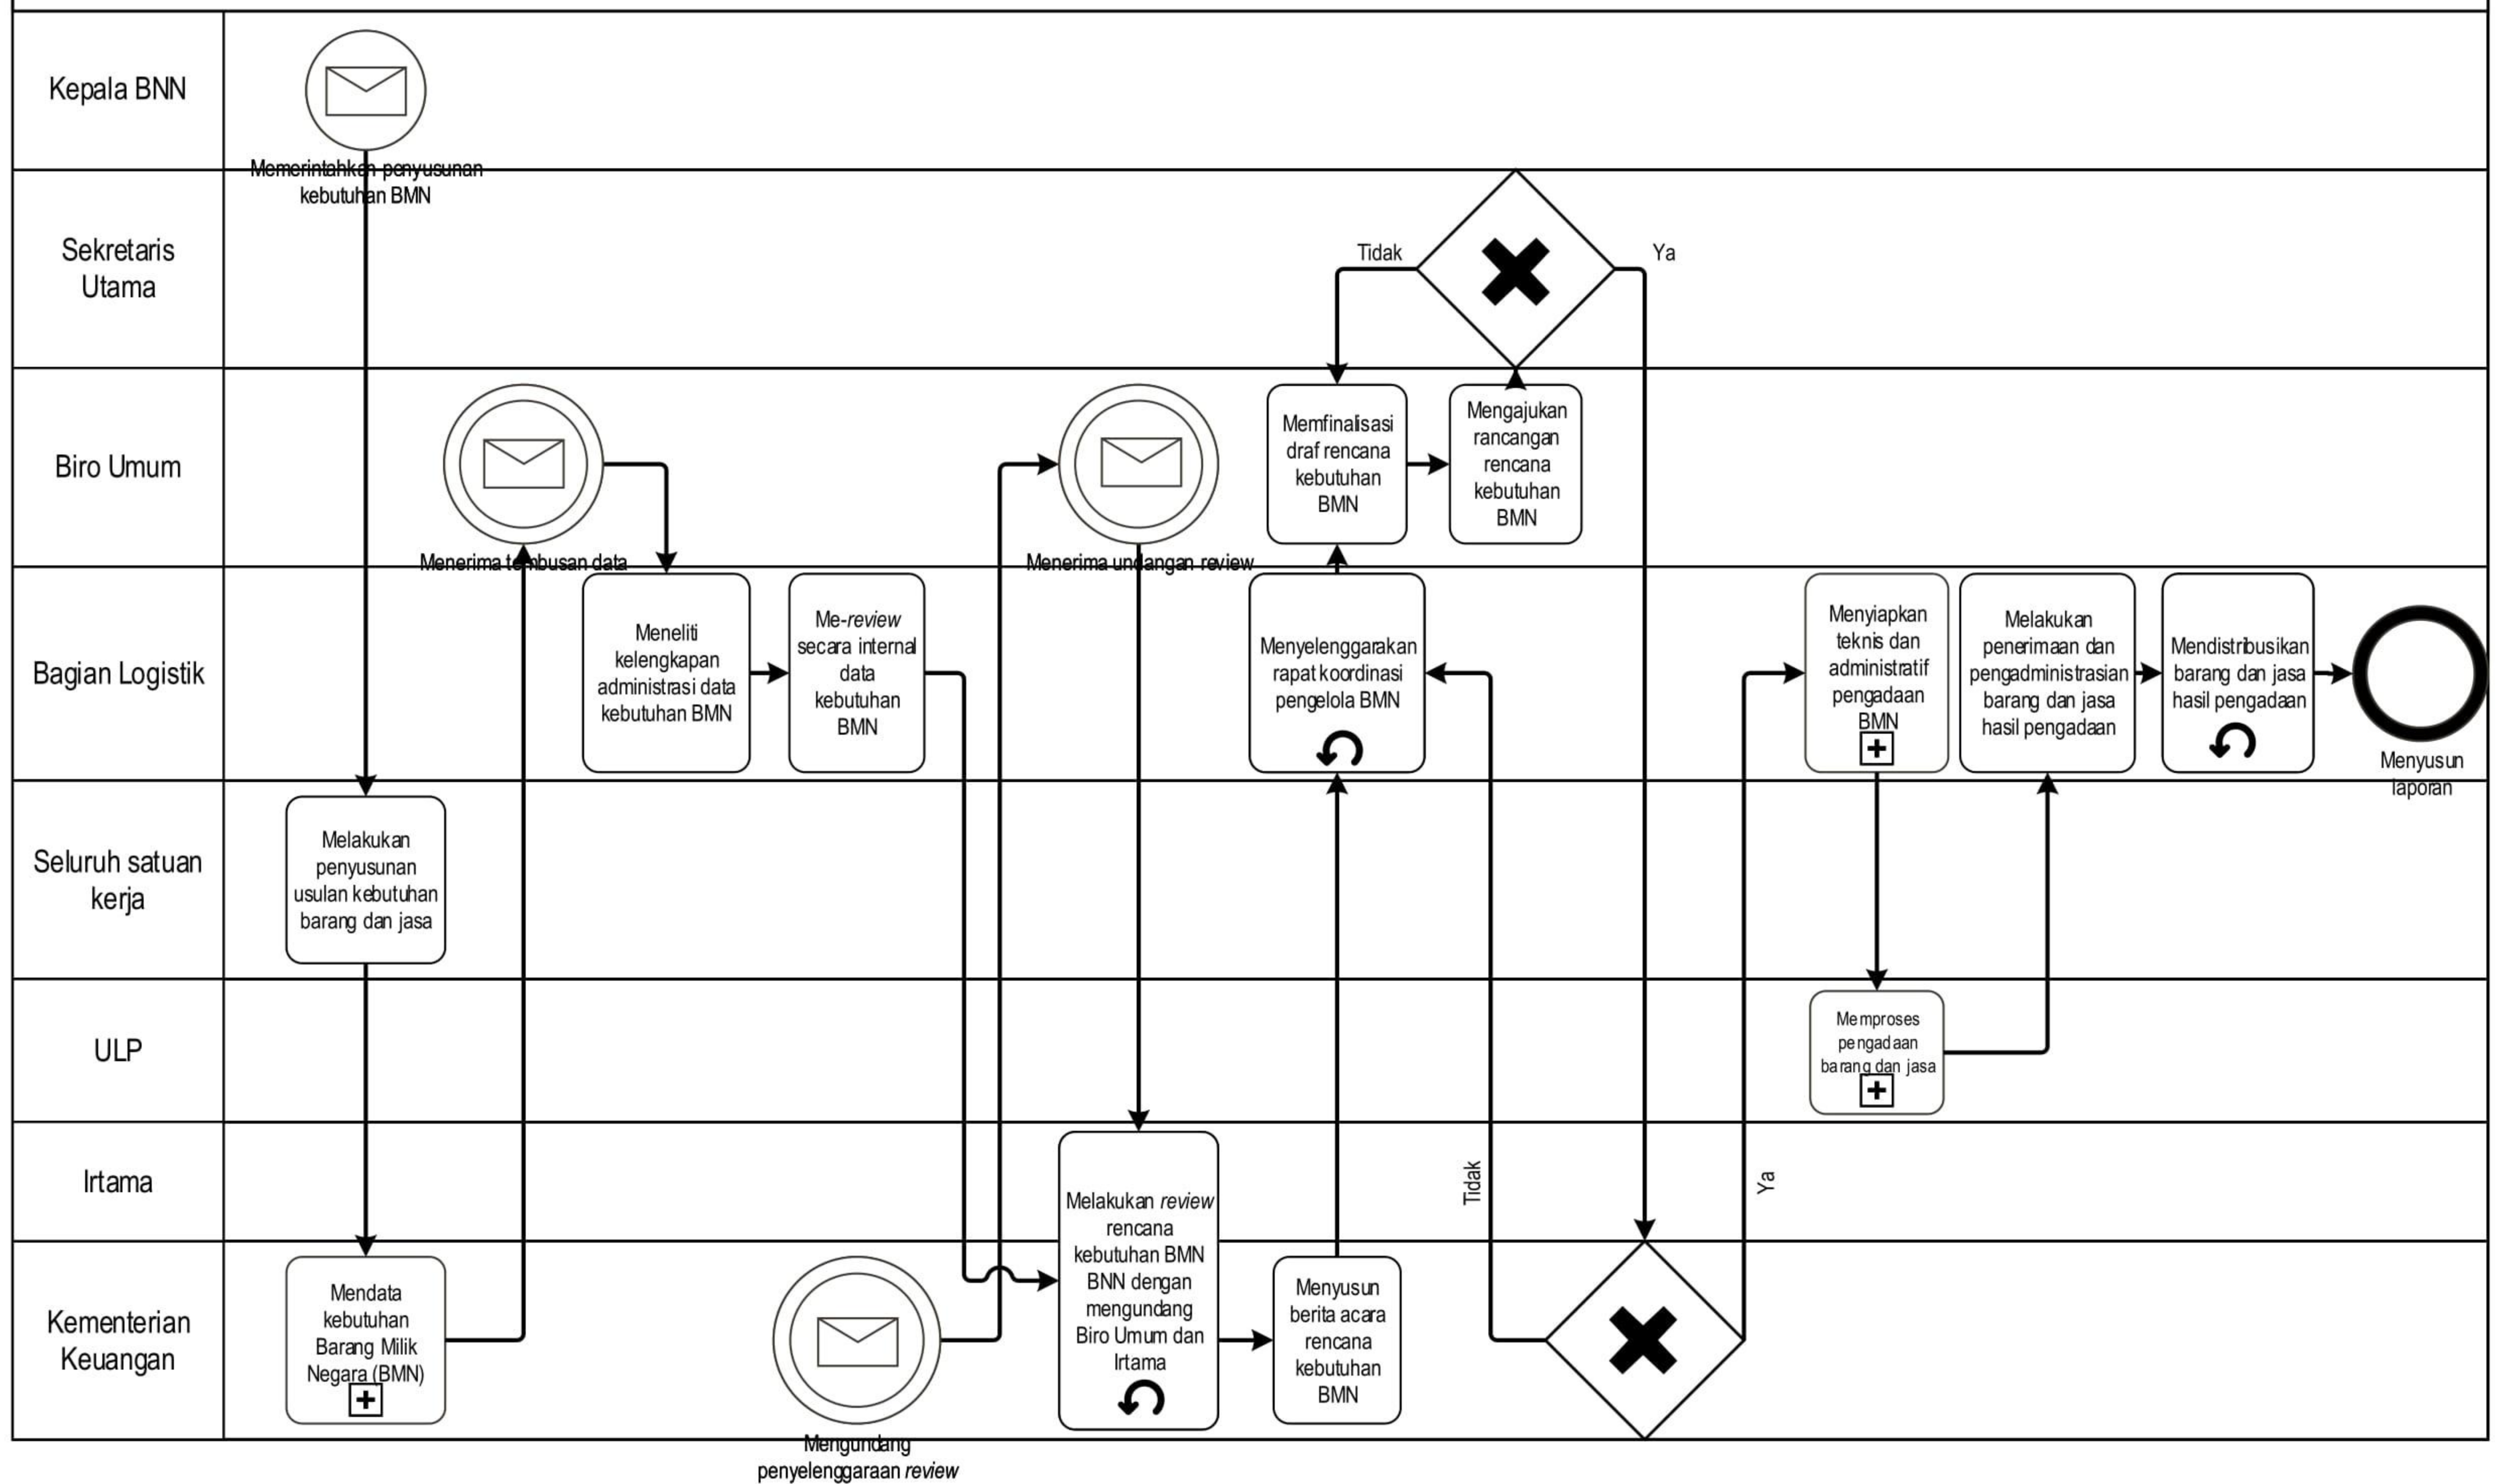 Kepala BNN
Memerintahkan penyusunan
kebutuhan BMN
Sekretaris
Utama
Tidak
Ya
Biro Umum
Menerima tembusan data
Menerima undangan review
Memfinalisasi
draf rencana
kebutuhan
BMN
Mengajukan
rancangan
rencana
kebutuhan
BMN
Bagian Logistik
Meneliti
kelengkapan
administrasi data
kebutuhan BMN
Me-review
secara internal
data
kebutuhan
BMN
Menyelenggarakan
rapat koordinasi
pengelola BMN
Menyiapkan
teknis dan
administratif
pengadaan
BMN
Melakukan
penerimaan dan
pengadministrasian
barang dan jasa
hasil pengadaan
Mendistribusikan
barang dan jasa
hasil pengadaan
Menyusun
laporan
Seluruh satuan
kerja
Melakukan
penyusunan
usulan kebutuhan
barang dan jasa
ULP
Memproses
pengadaan
barang dan jasa
Irtama
Tidak
Ya
Kementerian
Keuangan
Mendata
kebutuhan
Barang Milik
Negara (BMN)
Mengundang
penyelenggaraan review
Melakukan review
rencana
kebutuhan BMN
BNN dengan
mengundang
Biro Umum dan
Irtama
Menyusun
berita acara
rencana
kebutuhan
BMN